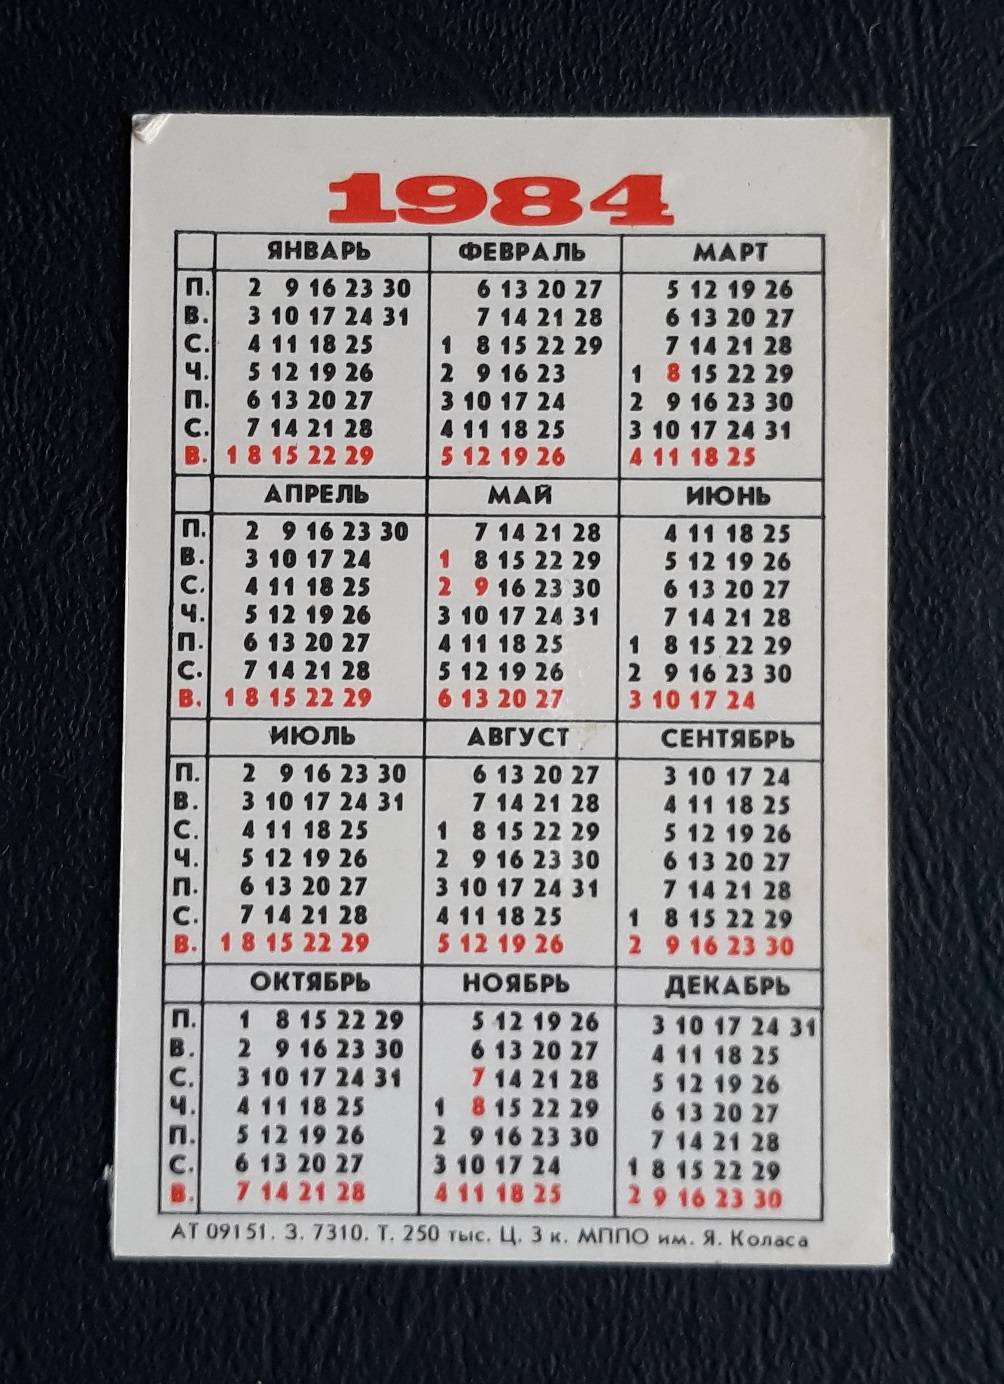 1984
ЯНВАРЬ ФЕВРАЛЬ МАРТ
П. 2 9 16 23 30 6 13 20 27 5 12 19 26
В. 3 10 17 24 31 7 14 21 28 6 13 20 27
С. 4 11 18 25 1 8 15 22 29 7 14 21 28
Ч. 5 12 19 26 2 9 16 23 1 8 15 22 29
П. 6 13 20 27 3 10 17 24 2 9 16 23 30
С. 7 14 21 28 4 11 18 25 3 10 17 24 31
В. 1 8 15 22 29 5 12 19 26 4 11 18 25
АПРЕЛЬ МАЙ ИЮНЬ
П. 2 9 16 23 30 7 14 21 28 4 11 18 25
В. 3 10 17 24 1 8 15 22 29 5 12 19 26
С. 4 11 18 25 2 9 16 23 30 6 13 20 27
Ч. 5 12 19 26 3 10 17 24 31 7 14 21 28
П. 6 13 20 27 4 11 18 25 1 8 15 22 29
С. 7 14 21 28 5 12 19 26 2 9 16 23 30
В. 1 8 15 22 29 6 13 20 27 3 10 17 24
ИЮЛЬ АВГУСТ СЕНТЯБРЬ
П. 2 9 16 23 30 6 13 20 27 3 10 17 24
В. 3 10 17 24 31 7 14 21 28 4 11 18 25
С. 4 11 18 25 1 8 15 22 29 5 12 19 26
Ч. 5 12 19 26 2 9 16 23 30 6 13 20 27
П. 6 13 20 27 3 10 17 24 31 7 14 21 28
С. 7 14 21 28 4 11 18 25 1 8 15 22 29
В. 1 8 15 22 29 5 12 19 26 2 9 16 23 30
ОКТЯБРЬ НОЯБРЬ ДЕКАБРЬ
П. 1 8 15 22 29 5 12 19 26 3 10 17 24 31
В. 2 9 16 23 30 6 13 20 27 4 11 18 25
С. 3 10 17 24 31 7 14 21 28 5 12 19 26
Ч. 4 11 18 25 1 8 15 22 29 6 13 20 27
П. 5 12 19 26 2 9 16 23 30 7 14 21 28
С. 6 13 20 27 3 10 17 24 1 8 15 22 29
В. 7 14 21 28 4 11 18 25 2 9 16 23 30
АТ 09151. З. 7310. Т. 250 тыс. Ц. 3 к. МППО им. Я. Коласа